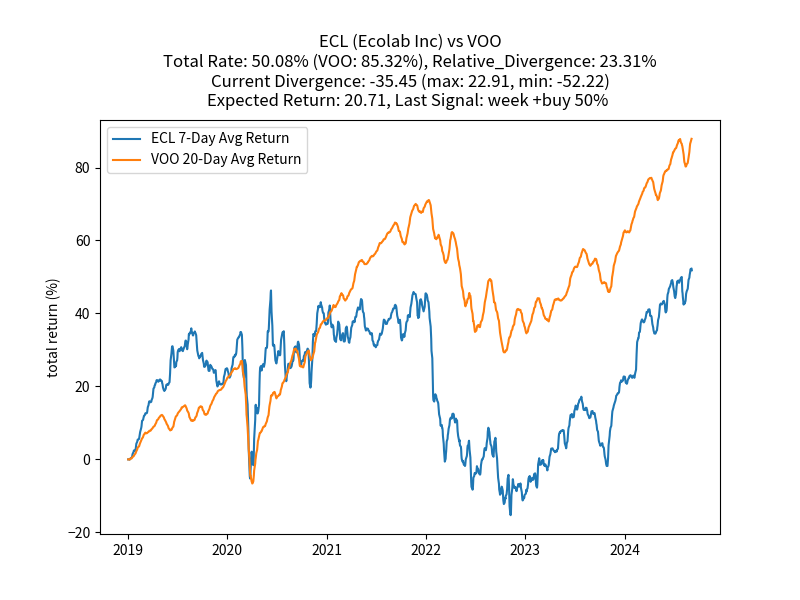 ECL (Ecolab Inc) vs VOO
Total Rate: 50.08% (VOO: 85.32%), Relative_Divergence: 23.31%
Current Divergence: -35.45 (max: 22.91, min: -52.22)
Expected Return: 20.71, Last Signal: week +buy 50%
ECL 7-Day Avg Return
VOO 20-Day Avg Return
total return (%)
80
60
40
20
0
−20
2019 2020 2021 2022 2023 2024